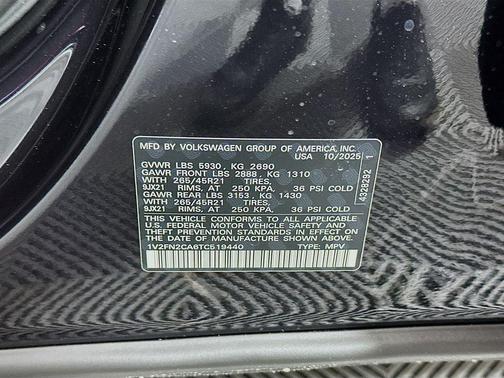 MFD. BY VOLKSWAGEN GROUP OF AMERICA, INC.
USA 10/2025
GVWR LBS 5930, KG 2690
GAWR FRONT LBS 2888, KG 1310
WITH 265/45R21 TIRES,
9JX21 RIMS, AT 250 KPA, 36 PSI COLD
GAWR REAR LBS 3153, KG 1430
WITH 265/45R21 TIRES,
9JX21 RIMS, AT 250 KPA, 36 PSI COLD
THIS VEHICLE CONFORMS TO ALL APPLICABLE
U.S. FEDERAL MOTOR VEHICLE SAFETY, BUMPER, AND
THEFT PREVENTION STANDARDS IN EFFECT ON THE
DATE OF MANUFACTURE SHOWN ABOVE.
1V2FN2CA6TC519440 TYPE: MPV
4328282 1